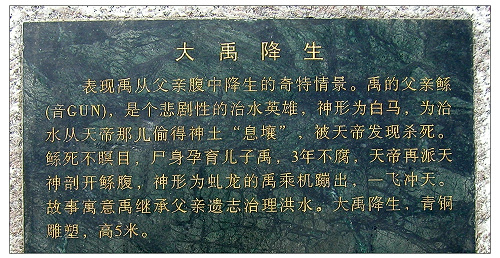 大禹降生
表现禹从父亲腹中降生的奇特情景。禹的父亲鲧
(音GUN)，是个悲剧性的治水英雄，神形为白马，为治
水从天帝那儿偷得神土“息壤”，被天帝发现杀死。
鲧死不瞑目，尸身孕育儿子禹，3年不腐，天帝再派天
神剖开鲧腹，神形为虬龙的禹乘机蹦出，一飞冲天。
故事寓意禹继承父亲遗志治理洪水。大禹降生，青铜
雕塑，高5米。